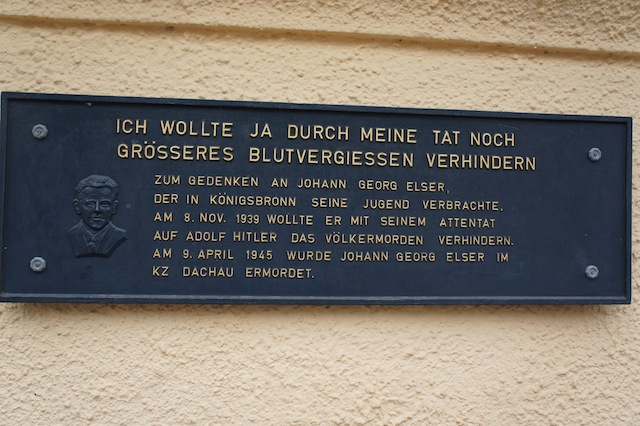 ICH WOLLTE JA DURCH MEINE TAT NOCH
GRÖSSERES BLUTVERGIESSEN VERHINDERN
ZUM GEDENKEN AN JOHANN GEORG ELSER,
DER IN KÖNIGSBRONN SEINE JUGEND VERBRACHTE.
AM 8. NOV. 1939 WOLLTE ER MIT SEINEM ATTENTAT
AUF ADOLF HITLER DAS VÖLKERMORDEN VERHINDERN.
AM 9. APRIL 1945 WURDE JOHANN GEORG ELSER IM
KZ DACHAU ERMORDET.